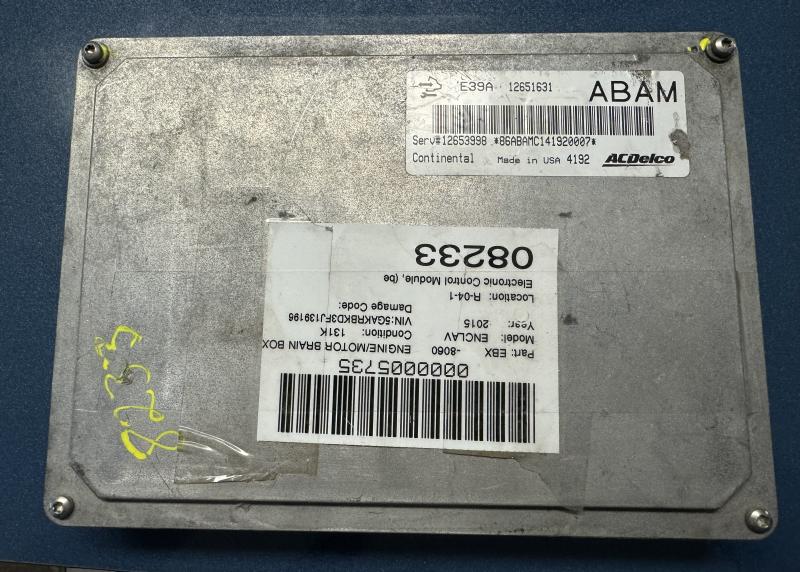 E39A 12651631 ABAM
Serv#12653998 *86ABAMC141920007*
Continental Made in USA 4192 ACDelco
0000005735
Part: EBX -8060 ENGINE/MOTOR BRAIN BOX
Model: ENCLAV Condition: 131K
Year: 2015 VIN:5GAKRBKD3FJ139196
Damage Code:
Location: R-04-1
Electronic Control Module, (be
08233
8233